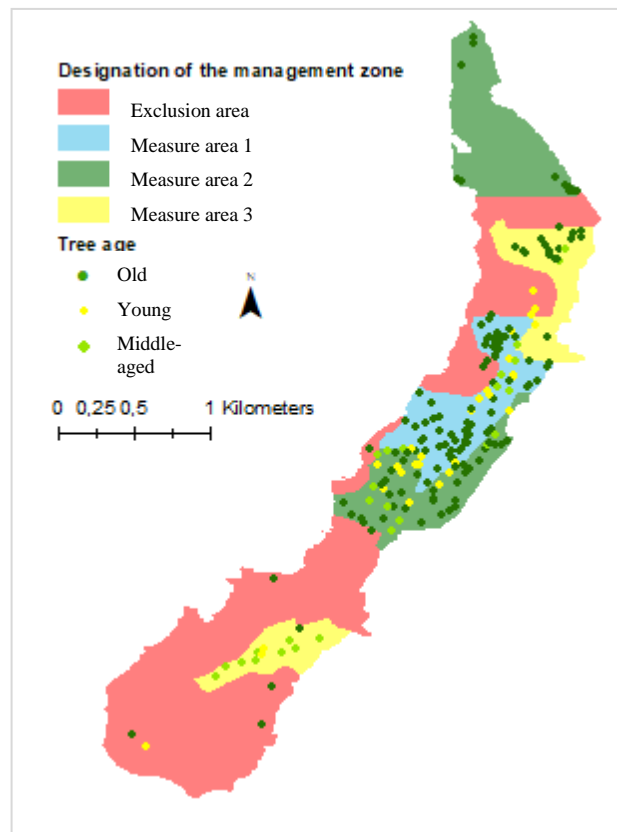 Designation of the management zone
Exclusion area
Measure area 1
Measure area 2
Measure area 3
Tree age
Old
Young
Middle-
aged
N
0 0,25 0,5 1 Kilometers